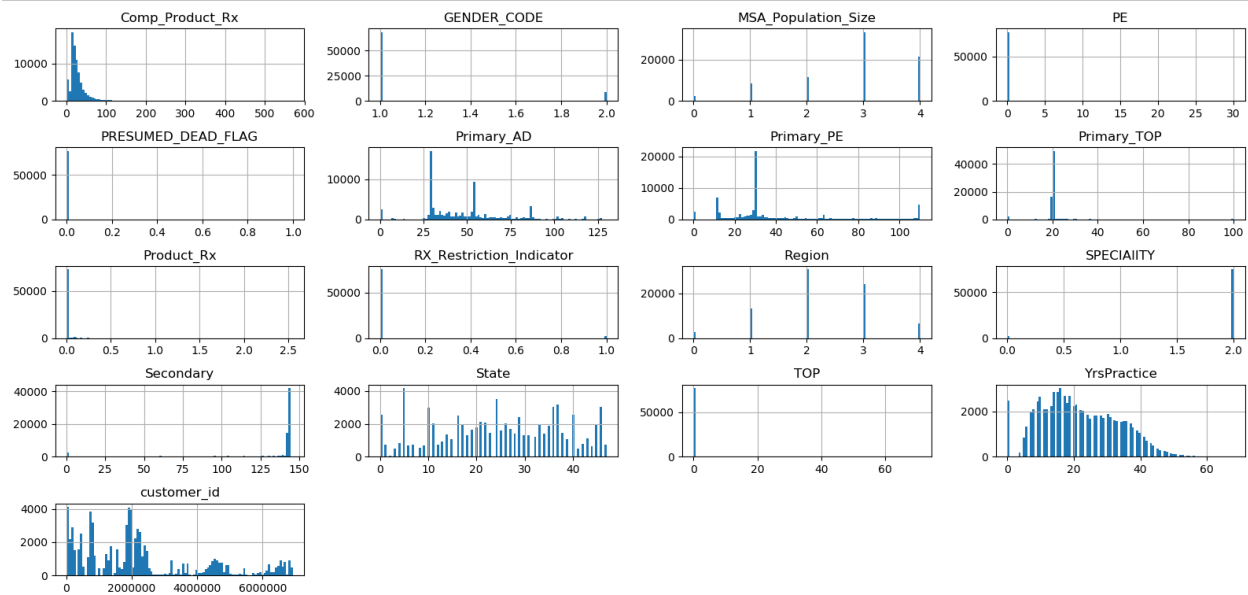 Comp_Product_Rx
10000
0
0 100 200 300 400 500 600
GENDER_CODE
50000
25000
0
1.0 1.2 1.4 1.6 1.8 2.0
MSA_Population_Size
20000
0
0 1 2 3 4
PE
50000
0
0 5 10 15 20 25 30
PRESUMED_DEAD_FLAG
50000
0
0.0 0.2 0.4 0.6 0.8 1.0
Primary_AD
10000
0
0 25 50 75 100 125
Primary_PE
20000
10000
0
0 20 40 60 80 100
Primary_TOP
40000
20000
0
0 20 40 60 80 100
Product_Rx
50000
0
0.0 0.5 1.0 1.5 2.0 2.5
RX_Restriction_Indicator
50000
0
0.0 0.2 0.4 0.6 0.8 1.0
Region
20000
0
0 1 2 3 4
SPECIAlITY
50000
0
0.0 0.5 1.0 1.5 2.0
Secondary
40000
20000
0
0 25 50 75 100 125 150
State
4000
2000
0
0 10 20 30 40
TOP
50000
0
0 20 40 60
YrsPractice
2000
0
0 20 40 60
customer_id
4000
2000
0
0 2000000 4000000 6000000